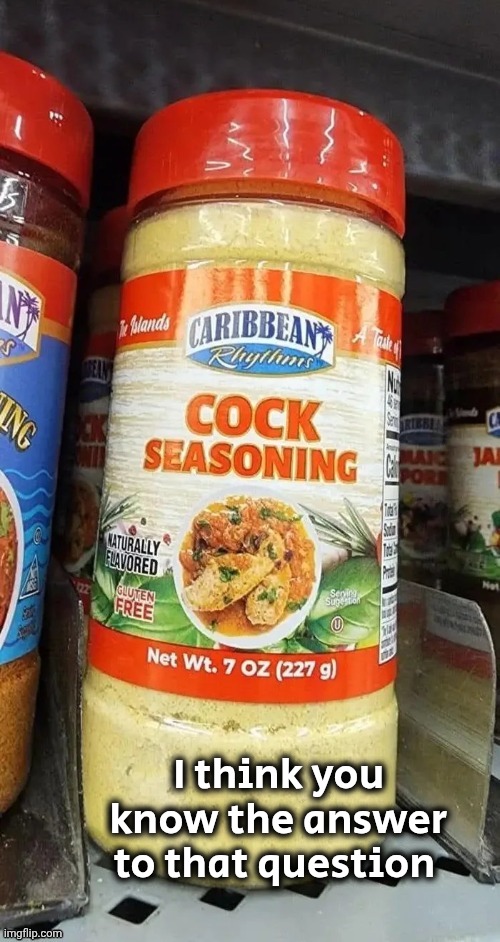 The Islands
A Taste of
CARIBBEAN
Rhythms
COCK
SEASONING
NATURALLY
FLAVORED
GLUTEN
FREE
Serving
Sugestion
U
Net Wt. 7 OZ (227 g)
I think you
know the answer
to that question
imgflip.com